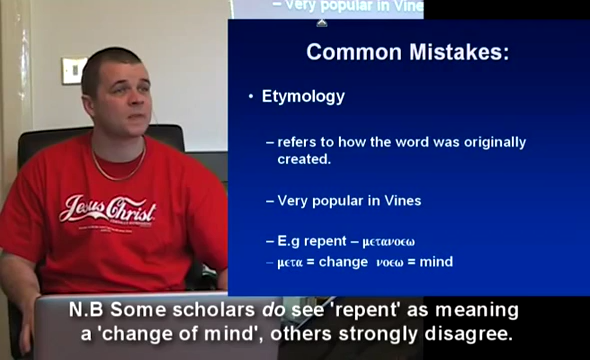 – Very popular in Vine
Common Mistakes:
• Etymology
– refers to how the word was originally
created.
– Very popular in Vines
– E.g repent – μετανοεω
– μετα = change νοεω = mind
Jesus Christ
N.B Some scholars do see 'repent' as meaning
a 'change of mind', others strongly disagree.